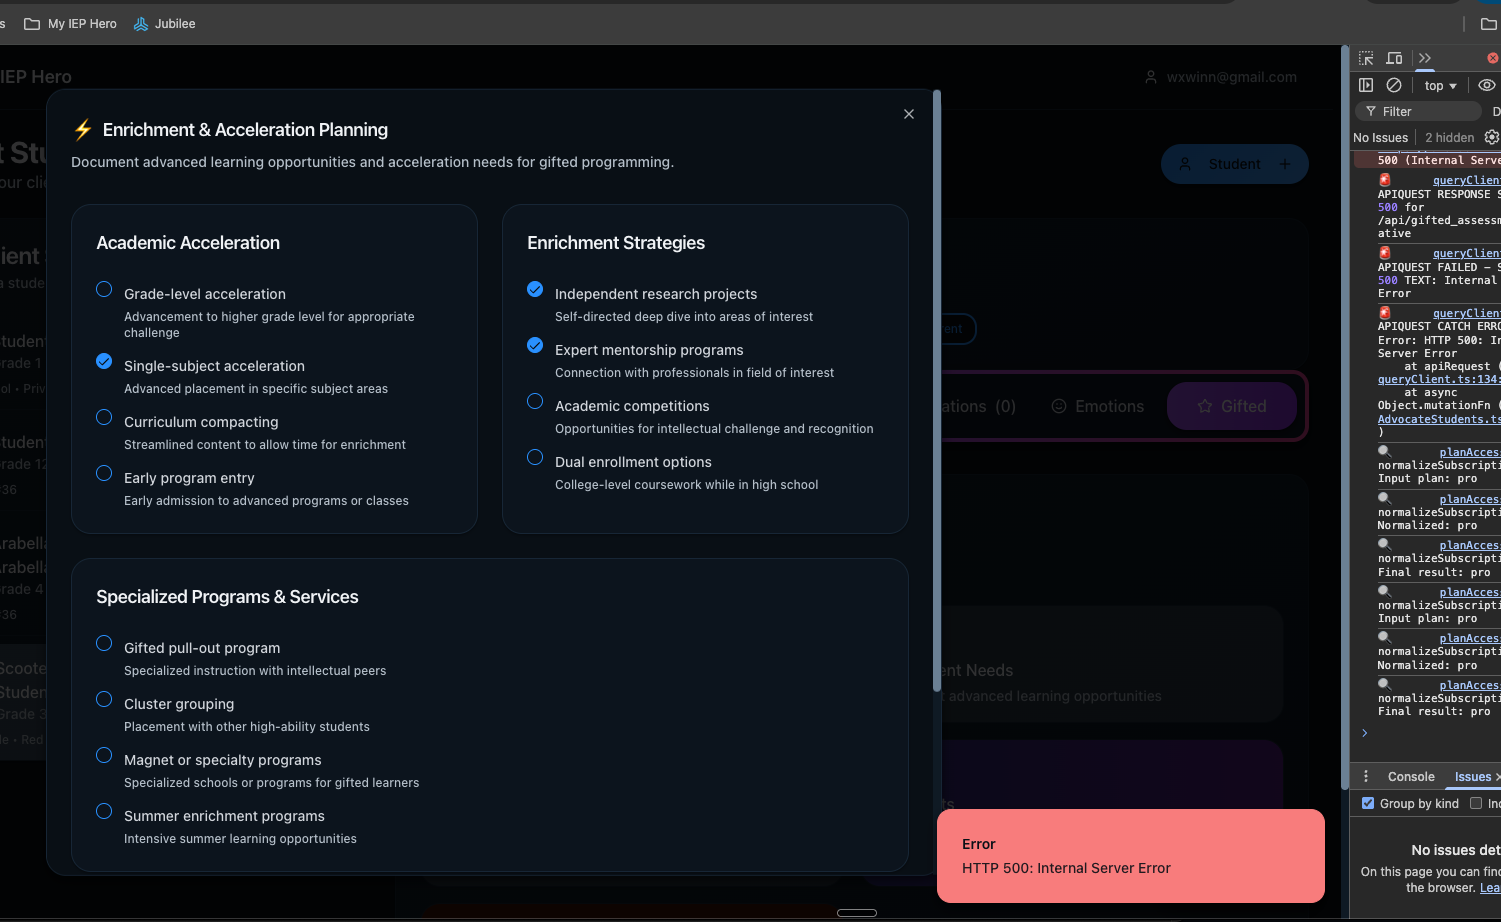 s
My IEP Hero
Jubilee
IEP Hero
wxwinn@gmail.com
Student +
Enrichment & Acceleration Planning
Document advanced learning opportunities and acceleration needs for gifted programming.
Academic Acceleration
Grade-level acceleration
Advancement to higher grade level for appropriate
challenge
Single-subject acceleration
Advanced placement in specific subject areas
Curriculum compacting
Streamlined content to allow time for enrichment
Early program entry
Early admission to advanced programs or classes
Enrichment Strategies
Independent research projects
Self-directed deep dive into areas of interest
Expert mentorship programs
Connection with professionals in field of interest
Academic competitions
Opportunities for intellectual challenge and recognition
Dual enrollment options
College-level coursework while in high school
Specialized Programs & Services
Gifted pull-out program
Specialized instruction with intellectual peers
Cluster grouping
Placement with other high-ability students
Magnet or specialty programs
Specialized schools or programs for gifted learners
Summer enrichment programs
Intensive summer learning opportunities
t Stu
our clie
ient S
a stude
Student
rade 1
ol • Priv
Student
rade 12
36
Arabella
Arabella
rade 4
36
Scoote
Student
Grade 3
le • Red
ent
ations (0)
Emotions
Gifted
ent Needs
t advanced learning opportunities
ts
Error
HTTP 500: Internal Server Error
top
Filter
D
No Issues
2 hidden
500 (Internal Serve
queryClient
APIQUEST RESPONSE S
500 for
/api/gifted_assessm
ative
queryClient
APIQUEST FAILED - S
500 TEXT: Internal
Error
queryClient
APIQUEST CATCH ERRO
Error: HTTP 500: In
Server Error
at apiRequest (
queryClient.ts:134:
at async
Object.mutationFn (
AdvocateStudents.ts
)
planAcces
normalizeSubscripti
Input plan: pro
planAcces
normalizeSubscripti
Normalized: pro
planAcces
normalizeSubscripti
Final result: pro
planAcces
normalizeSubscripti
Input plan: pro
planAcces
normalizeSubscripti
Normalized: pro
planAcces
normalizeSubscripti
Final result: pro
Console
Issues
Group by kind
Inc
No issues det
On this page you can find
the browser. Lea